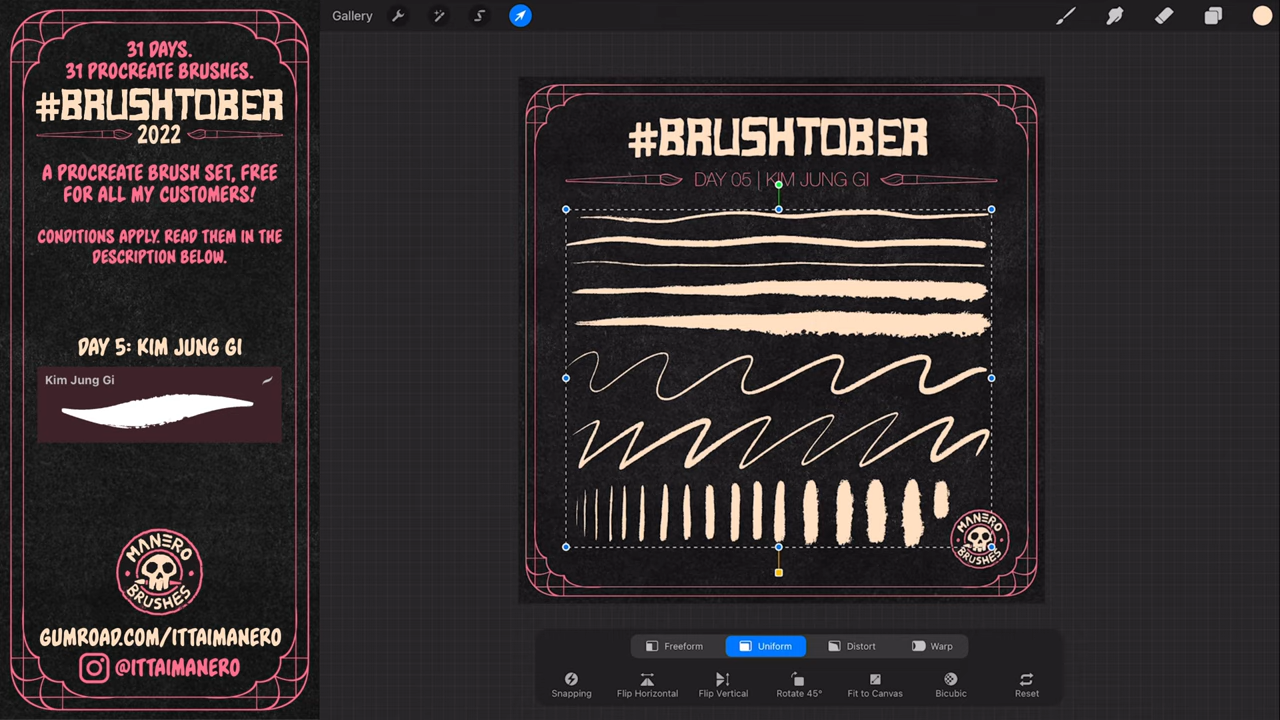 31 DAYS.
31 PROCREATE BRUSHES.
#BRUSHTOBER
2022
A PROCREATE BRUSH SET, FREE
FOR ALL MY CUSTOMERS!
CONDITIONS APPLY. READ THEM IN THE
DESCRIPTION BELOW.
DAY 5: KIM JUNG GI
Kim Jung Gi
MANERO
BRUSHES
GUMROAD.COM/ITTAIMANERO
@ITTAIMANERO
Gallery
#BRUSHTOBER
DAY 05 | KIM JUNG GI
MANERO
BRUSHES
Freeform
Uniform
Distort
Warp
Snapping
Flip Horizontal
Flip Vertical
Rotate 45°
Fit to Canvas
Bicubic
Reset